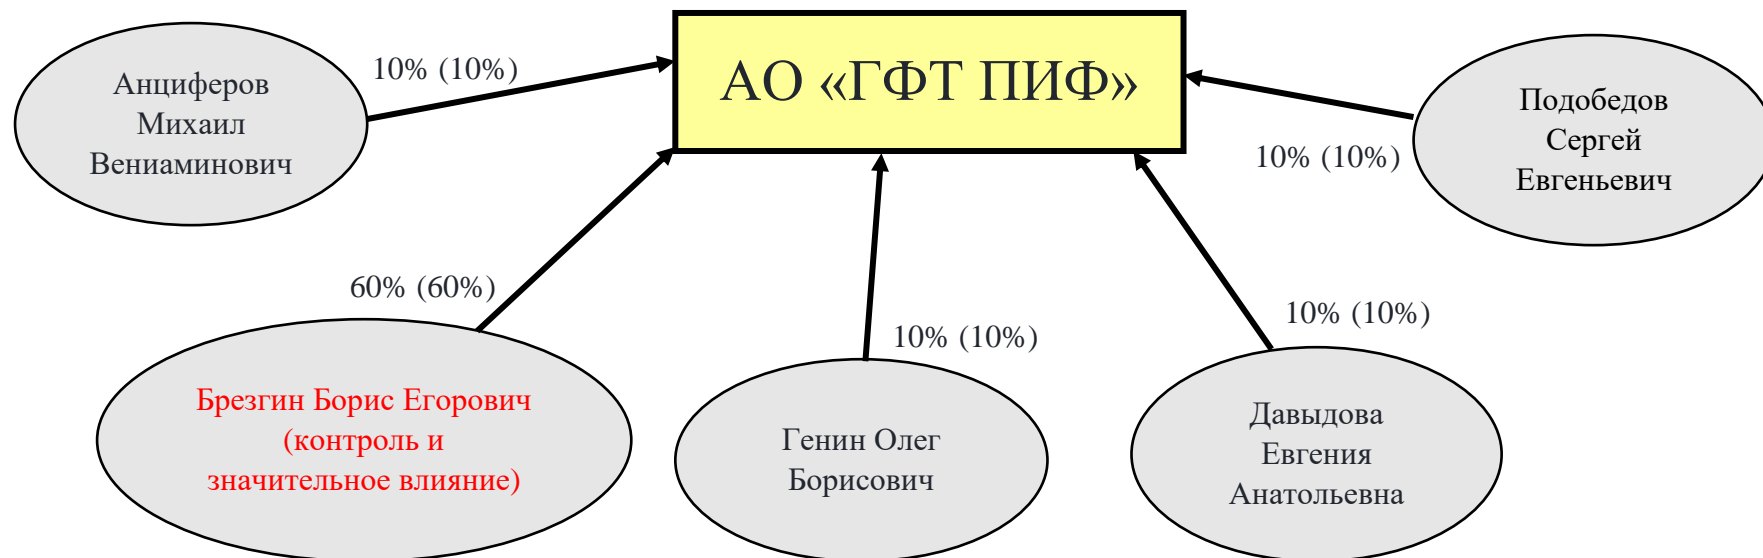 АО «ГФТ ПИФ»
Анциферов
Михаил
Вениаминович
10% (10%)
Подобедов
Сергей
Евгеньевич
10% (10%)
60% (60%)
Брезгин Борис Егорович
(контроль и
значительное влияние)
10% (10%)
Генин Олег
Борисович
10% (10%)
Давыдова
Евгения
Анатольевна